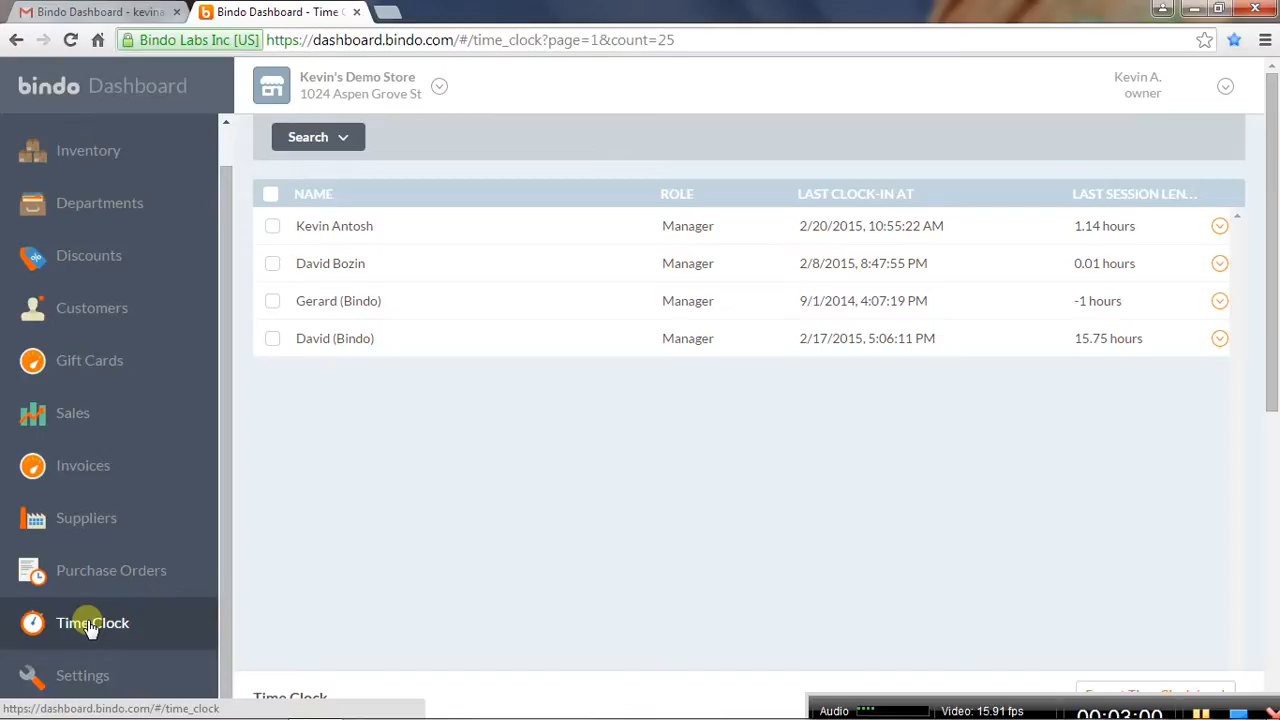 Bindo Dashboard - kevina
Bindo Dashboard - Time C
Bindo Labs Inc [US] https://dashboard.bindo.com/#/time_clock?page=1&count=25
bindo Dashboard
Kevin's Demo Store
1024 Aspen Grove St
Kevin A.
owner
Inventory
Departments
Discounts
Customers
Gift Cards
Sales
Invoices
Suppliers
Purchase Orders
Time Clock
Settings
Search
NAME ROLE LAST CLOCK-IN AT LAST SESSION LEN...
Kevin Antosh Manager 2/20/2015, 10:55:22 AM 1.14 hours
David Bozin Manager 2/8/2015, 8:47:55 PM 0.01 hours
Gerard (Bindo) Manager 9/1/2014, 4:07:19 PM -1 hours
David (Bindo) Manager 2/17/2015, 5:06:11 PM 15.75 hours
Time Clock
https://dashboard.bindo.com/#/time_clock
Audio Video: 15.91 fps 00:03:00